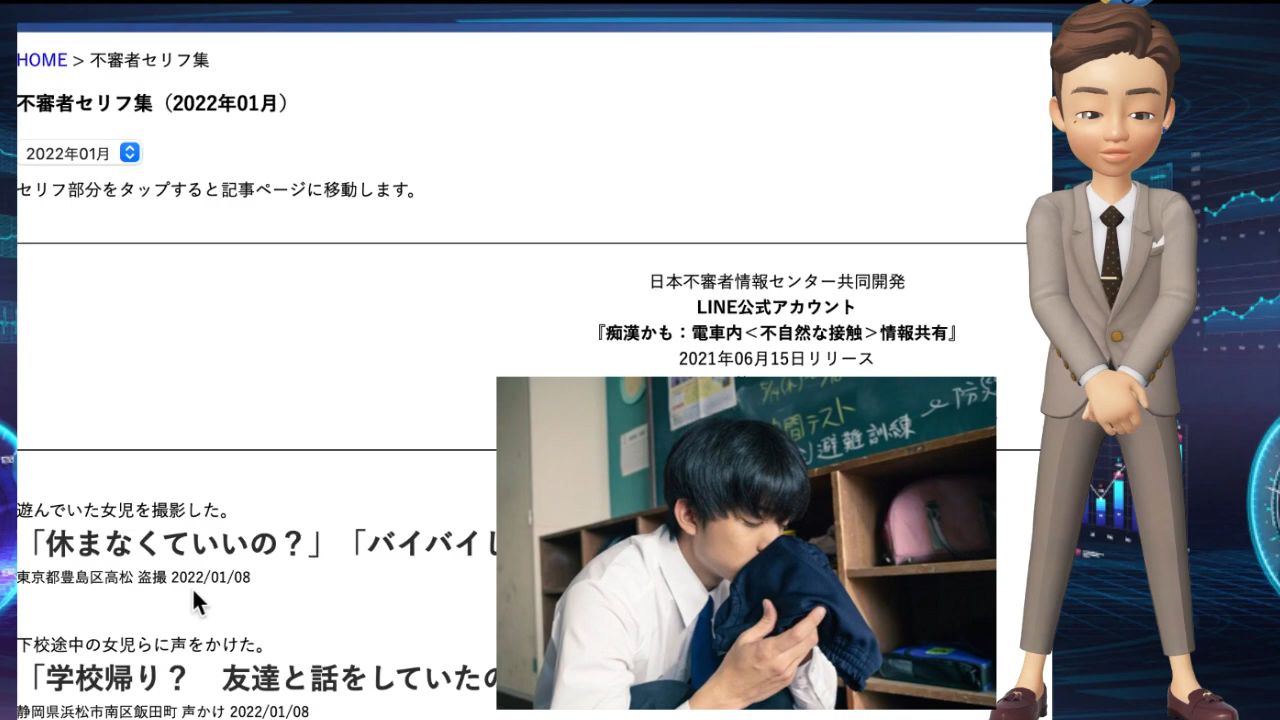 HOME > 不審者セリフ集
不審者セリフ集（2022年01月）
2022年01月
セリフ部分をタップすると記事ページに移動します。
日本不審者情報センター共同開発
LINE公式アカウント
『痴漢かも：電車内＜不自然な接触＞情報共有』
2021年06月15日リリース
間テスト
避難訓練
防災
遊んでいた女児を撮影した。
「休まなくていいの？」「バイバイし
東京都豊島区高松 盗撮 2022/01/08
下校途中の女児らに声をかけた。
「学校帰り？　友達と話をしていたの
静岡県浜松市南区飯田町 声かけ 2022/01/08